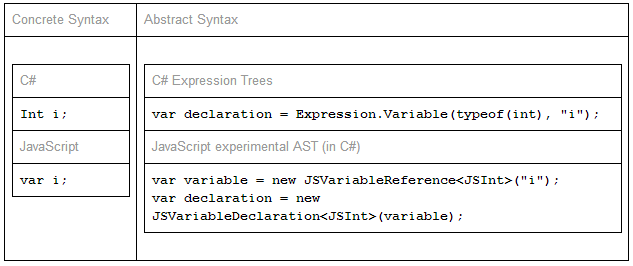 Concrete Syntax
Abstract Syntax
C#
Int i;
JavaScript
var i;
C# Expression Trees
var declaration = Expression.Variable(typeof(int), "i");
JavaScript experimental AST (in C#)
var variable = new JSVariableReference<JSInt>("i");
var declaration = new
JSVariableDeclaration<JSInt>(variable);